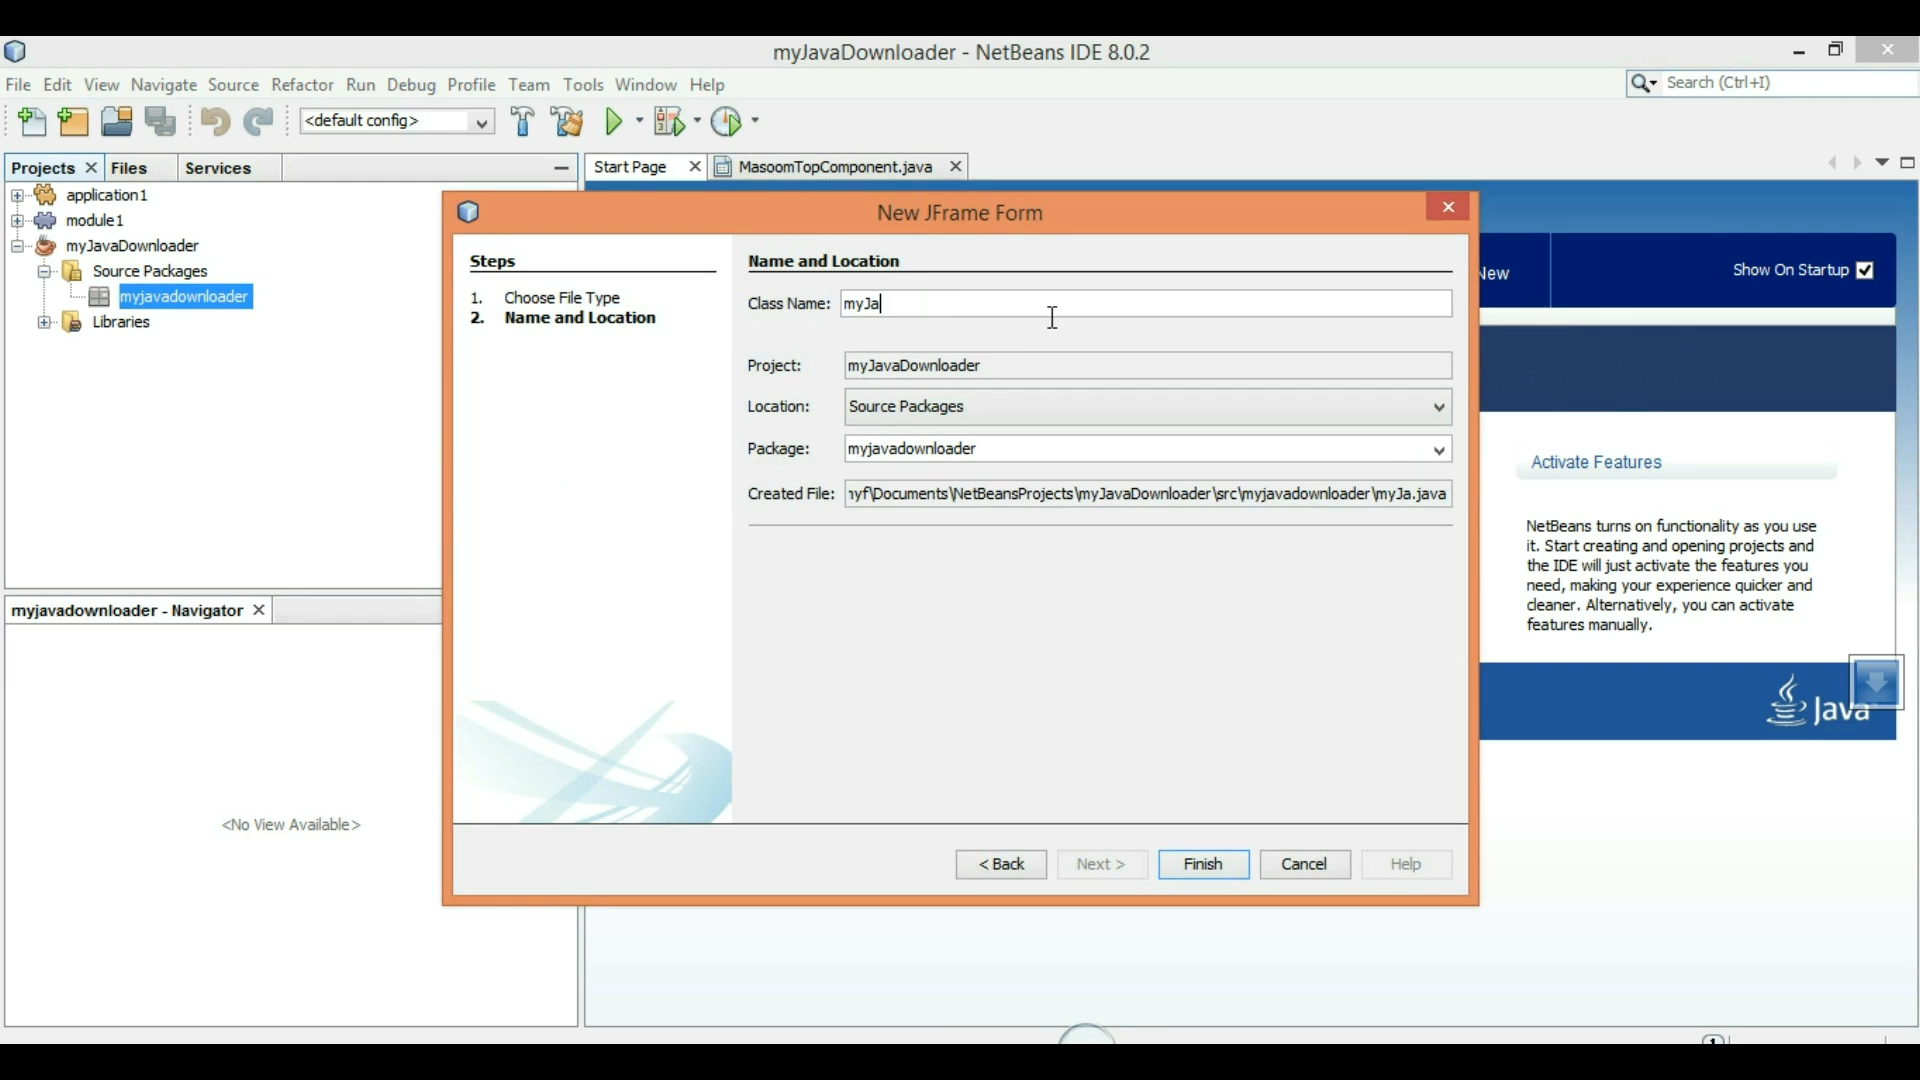 myJavaDownloader - NetBeans IDE 8.0.2
File Edit View Navigate Source Refactor Run Debug Profile Team Tools Window Help
Search (Ctrl+I)
<default config>
Projects Files Services
Start Page MasoomTopComponent.java
application1
module1
myJavaDownloader
Source Packages
myjavadownloader
Libraries
New JFrame Form
Steps
1. Choose File Type
2. Name and Location
Name and Location
Class Name: myJa
Project: myJavaDownloader
Location: Source Packages
Package: myjavadownloader
Created File: \Documents\NetBeansProjects\myJavaDownloader\src\myjavadownloader\myJa.java
< Back Next > Finish Cancel Help
Show On Startup
Activate Features
NetBeans turns on functionality as you use
it. Start creating and opening projects and
the IDE will just activate the features you
need, making your experience quicker and
cleaner. Alternatively, you can activate
features manually.
Java
myjavadownloader - Navigator
<No View Available>